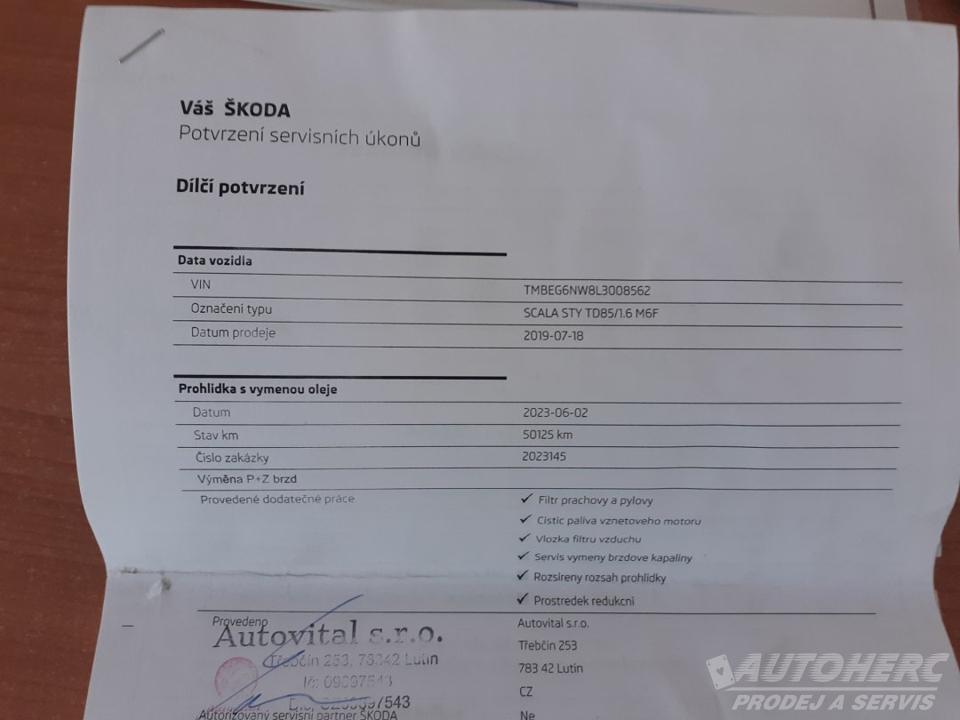 Váš ŠKODA
Potvrzení servisních úkonů
Dílčí potvrzení
Data vozidla
VIN TMBEG6NW8L3008562
Označení typu SCALA STY TD85/1.6 M6F
Datum prodeje 2019-07-18
Prohlidka s vymenou oleje
Datum 2023-06-02
Stav km 50125 km
Číslo zakázky 2023145
Výměna P+Z brzd
Provedené dodatečné práce ✓ Filtr prachovy a pylovy
✓ Cistic paliva vznetoveho motoru
✓ Vlozka filtru vzduchu
✓ Servis vymeny brzdove kapaliny
✓ Rozsireny rozsah prohlidky
✓ Prostredek redukcni
Provedeno Autovital s.r.o.
Autovital s.r.o.
Třebčín 253
Třebčín 253, 78342 Lutín
783 42 Lutin
CZ
Autorizovaný servisní partner ŠKODA Ne
AUTOHERC
PRODEJ A SERVIS